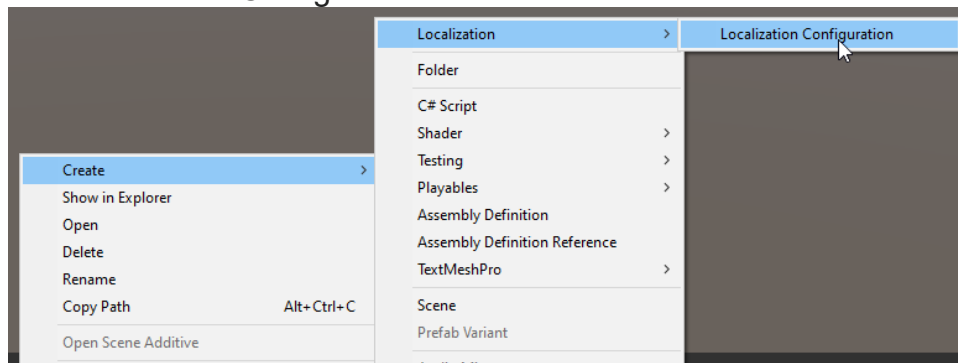 Localization
Localization Configuration
Folder
C# Script
Shader
Testing
Playables
Assembly Definition
Assembly Definition Reference
TextMeshPro
Scene
Prefab Variant
Create
Show in Explorer
Open
Delete
Rename
Copy Path Alt+Ctrl+C
Open Scene Additive